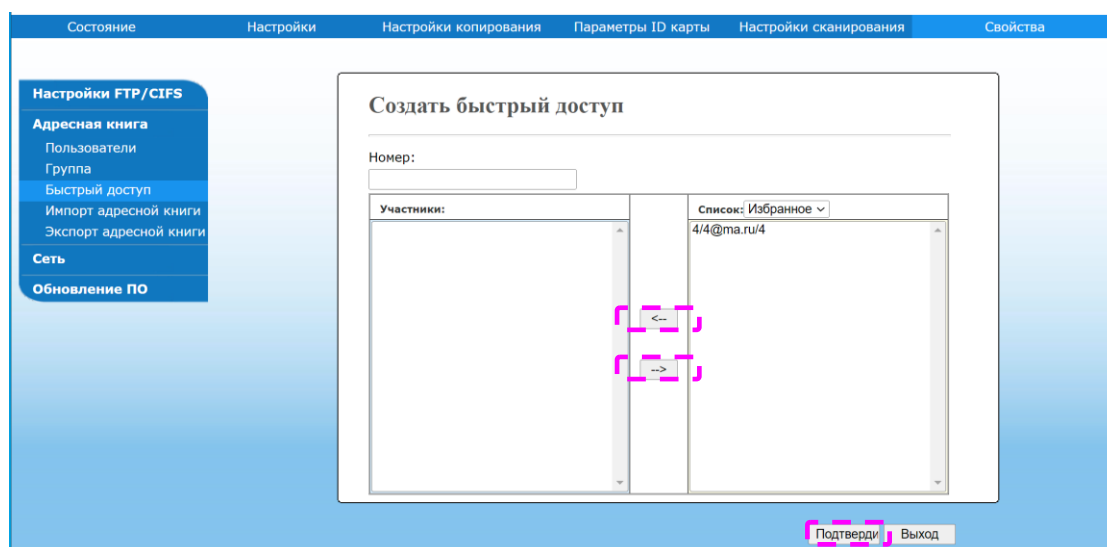 Состояние Настройки Настройки копирования Параметры ID карты Настройки сканирования Свойства
Настройки FTP/CIFS
Адресная книга
Пользователи
Группа
Быстрый доступ
Импорт адресной книги
Экспорт адресной книги
Сеть
Обновление ПО
Создать быстрый доступ
Номер:
Участники:
Список: Избранное
4/4@ma.ru/4
<--
-->
Подтверди Выход